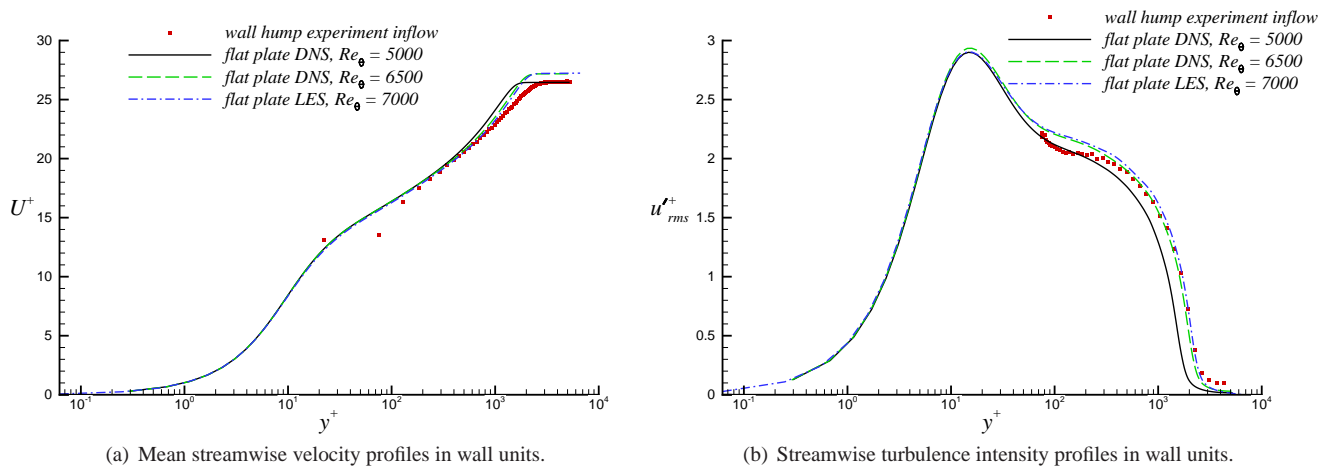 wall hump experiment inflow
flat plate DNS, Reθ = 5000
flat plate DNS, Reθ = 6500
flat plate LES, Reθ = 7000
30
25
20
15
10
5
0
U+
10-1
100
101
102
103
104
y+
(a) Mean streamwise velocity profiles in wall units.
wall hump experiment inflow
flat plate DNS, Reθ = 5000
flat plate DNS, Reθ = 6500
flat plate LES, Reθ = 7000
3
2.5
2
1.5
1
0.5
0
u′+rms
10-1
100
101
102
103
104
y+
(b) Streamwise turbulence intensity profiles in wall units.